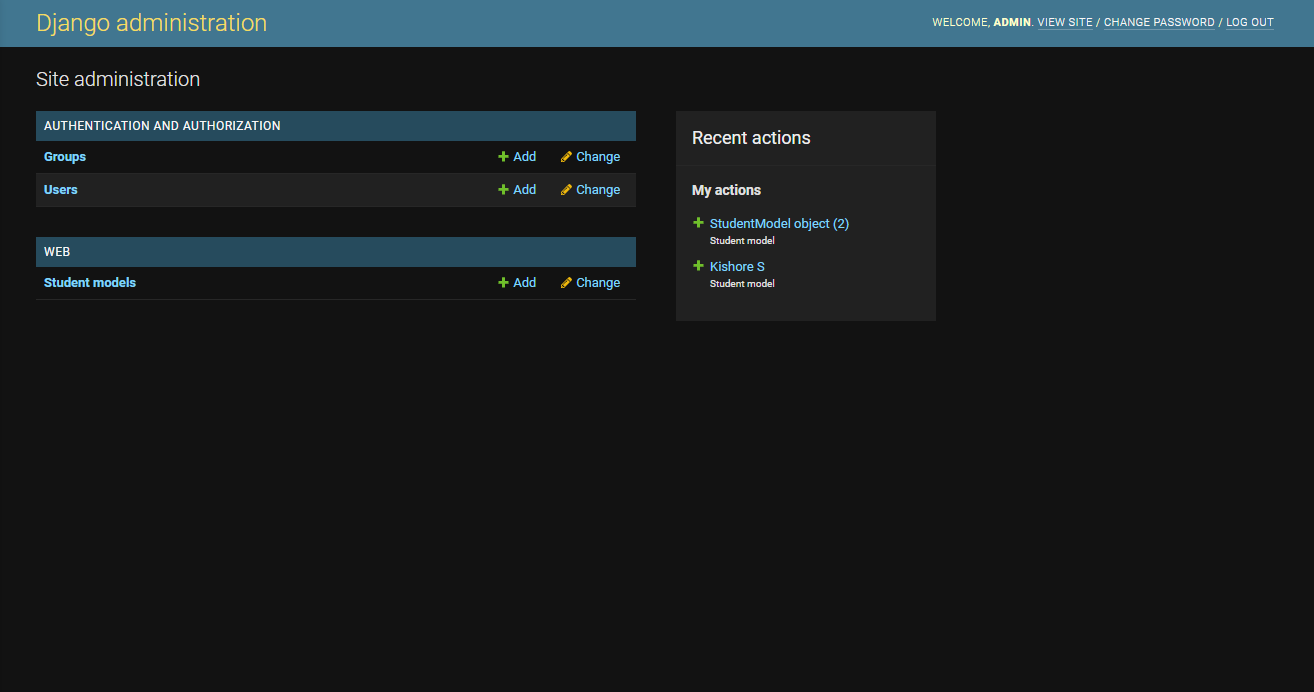 Django administration
WELCOME, ADMIN. VIEW SITE / CHANGE PASSWORD / LOG OUT
Site administration
AUTHENTICATION AND AUTHORIZATION
Groups Add Change
Users Add Change
WEB
Student models Add Change
Recent actions
My actions
StudentModel object (2)
Student model
Kishore S
Student model